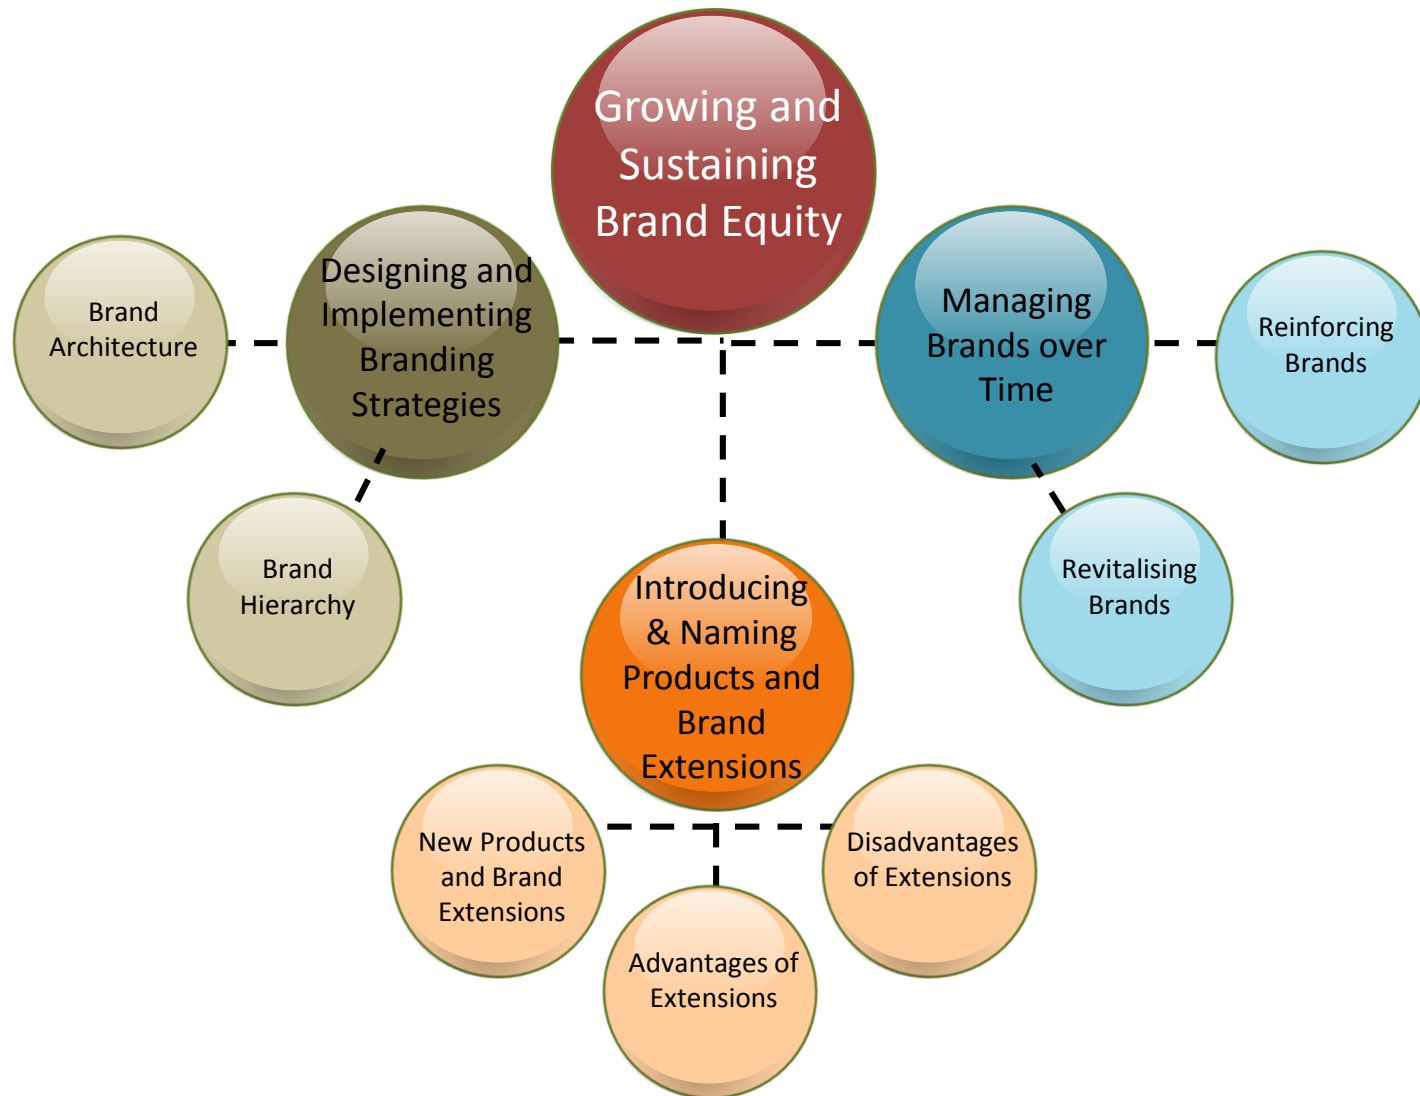 Growing and
Sustaining
Brand Equity
Designing and
Implementing
Branding
Strategies
Brand
Architecture
Brand
Hierarchy
Managing
Brands over
Time
Reinforcing
Brands
Revitalising
Brands
Introducing
& Naming
Products and
Brand
Extensions
New Products
and Brand
Extensions
Advantages of
Extensions
Disadvantages
of Extensions